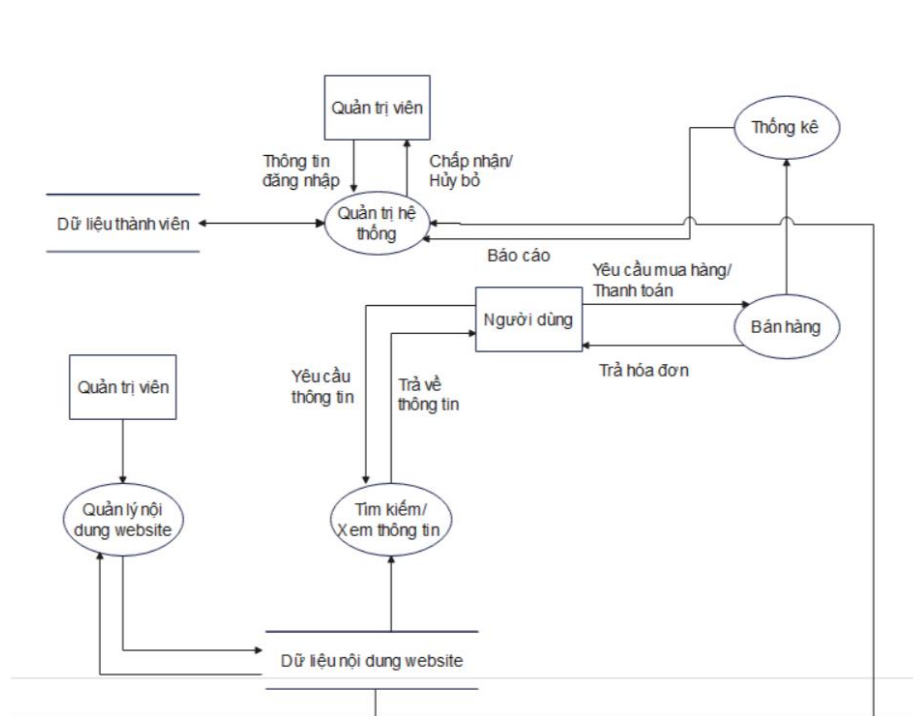 Quản trị viên
Thống kê
Thông tin
đăng nhập
Chấp nhận/
Hủy bỏ
Dữ liệu thành viên
Quản trị hệ
thống
Báo cáo
Yêu cầu mua hàng/
Thanh toán
Người dùng
Bán hàng
Trả hóa đơn
Quản trị viên
Yêu cầu
thông tin
Trả về
thông tin
Quản lý nội
dung website
Tìm kiếm/
Xem thông tin
Dữ liệu nội dung website